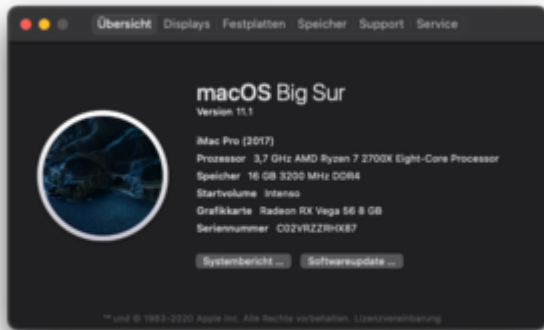 Übersicht Displays Festplatten Speicher Support Service
macOS Big Sur
Version 11.1
iMac Pro (2017)
Prozessor 3,7 GHz AMD Ryzen 7 2700X Eight-Core Processor
Speicher 16 GB 3200 MHz DDR4
Startvolume Intenso
Grafikkarte Radeon RX Vega 56 8 GB
Seriennummer C02VRZZRHX87
Systembericht ... Softwareupdate ...
™ und © 1983-2020 Apple Inc. Alle Rechte vorbehalten. Lizenzvereinbarung